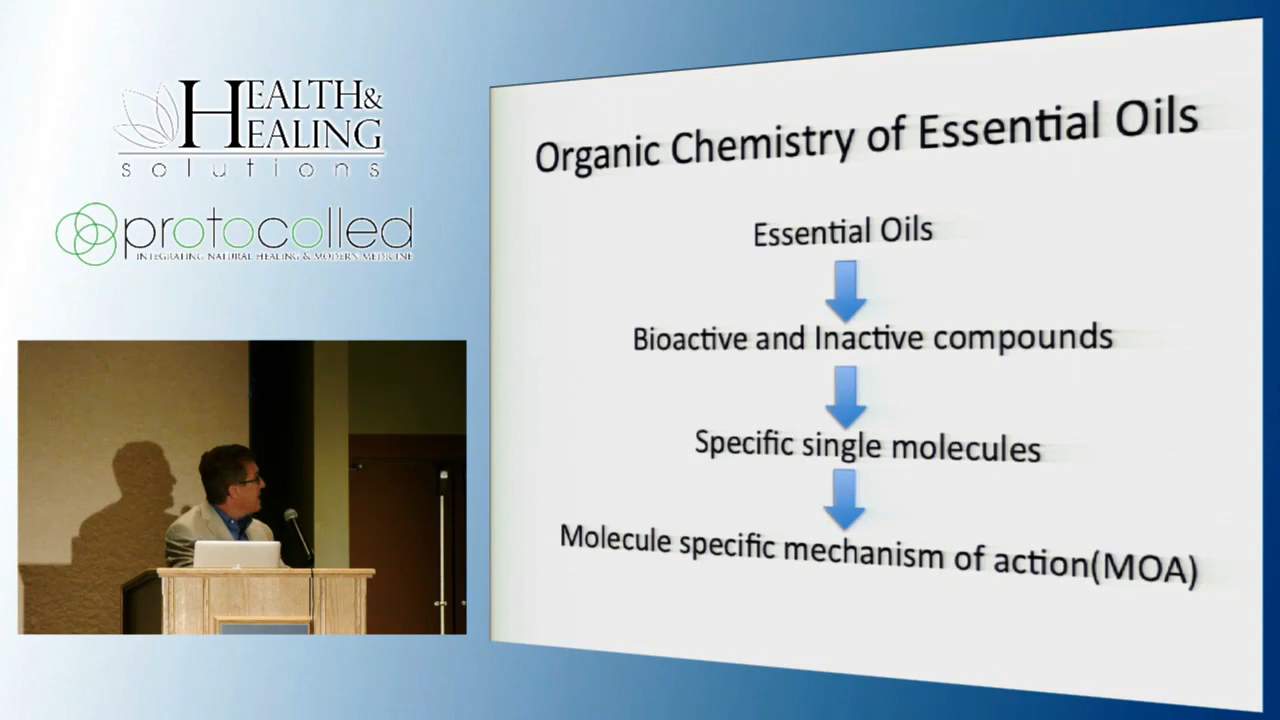 HEALTH&
HEALING
solutions
protocolled
INTEGRATING NATURAL HEALING & MODERN MEDICINE
Organic Chemistry of Essential Oils
Essential Oils
Bioactive and Inactive compounds
Specific single molecules
Molecule specific mechanism of action(MOA)